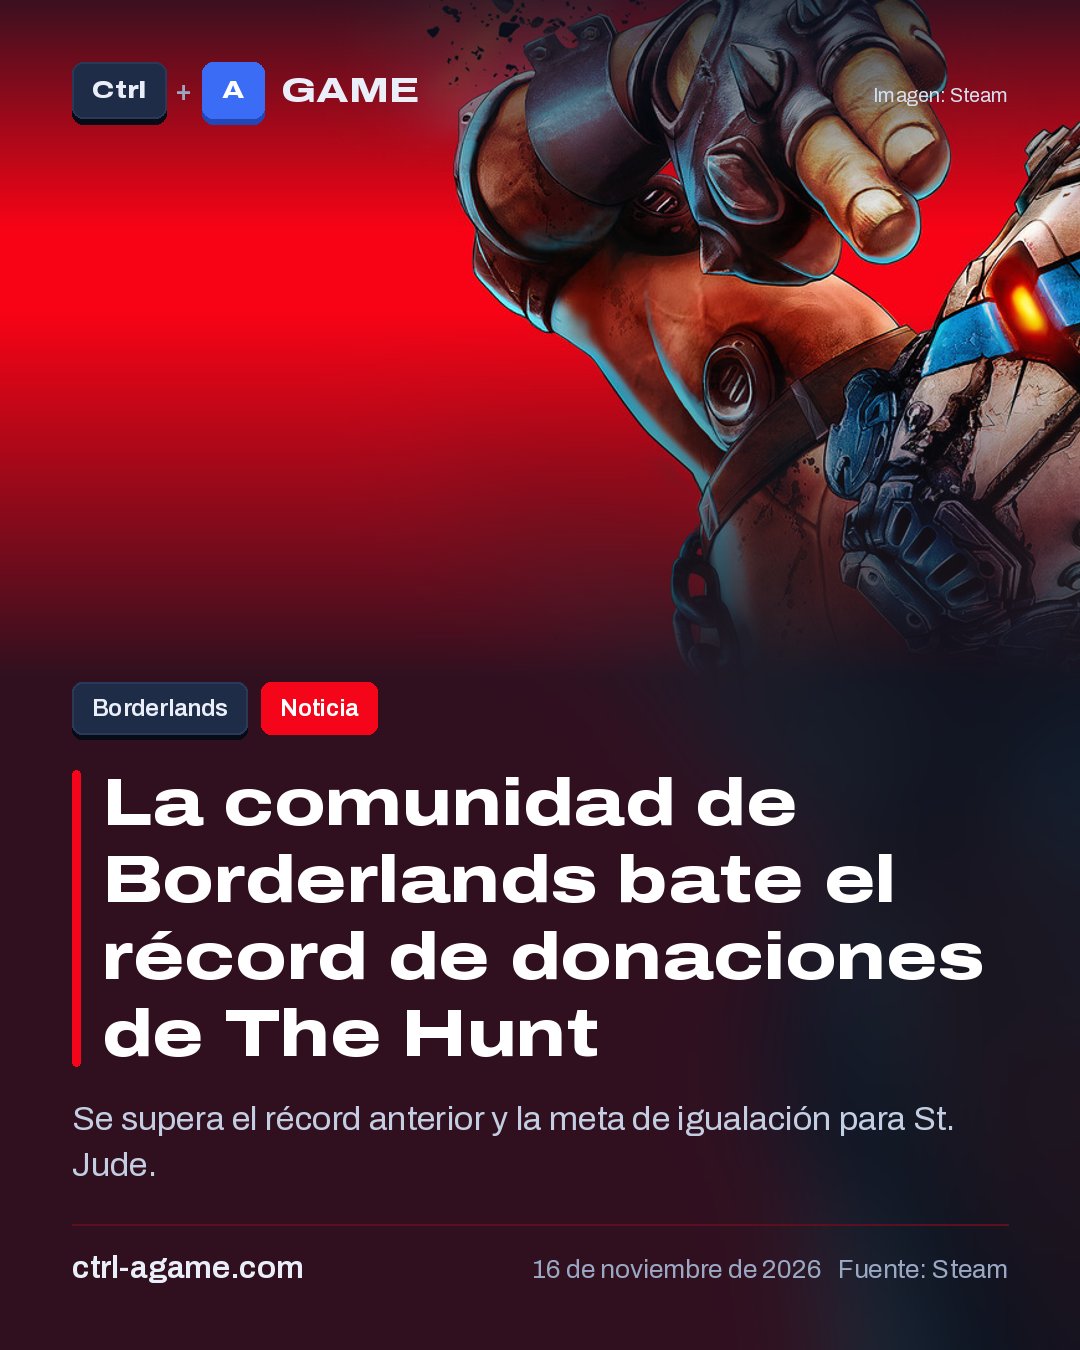 Ctrl + A GAME
Imagen: Steam
Borderlands Noticia
La comunidad de
Borderlands bate el
récord de donaciones
de The Hunt
Se supera el récord anterior y la meta de igualación para St.
Jude.
ctrl-agame.com
16 de noviembre de 2026 Fuente: Steam